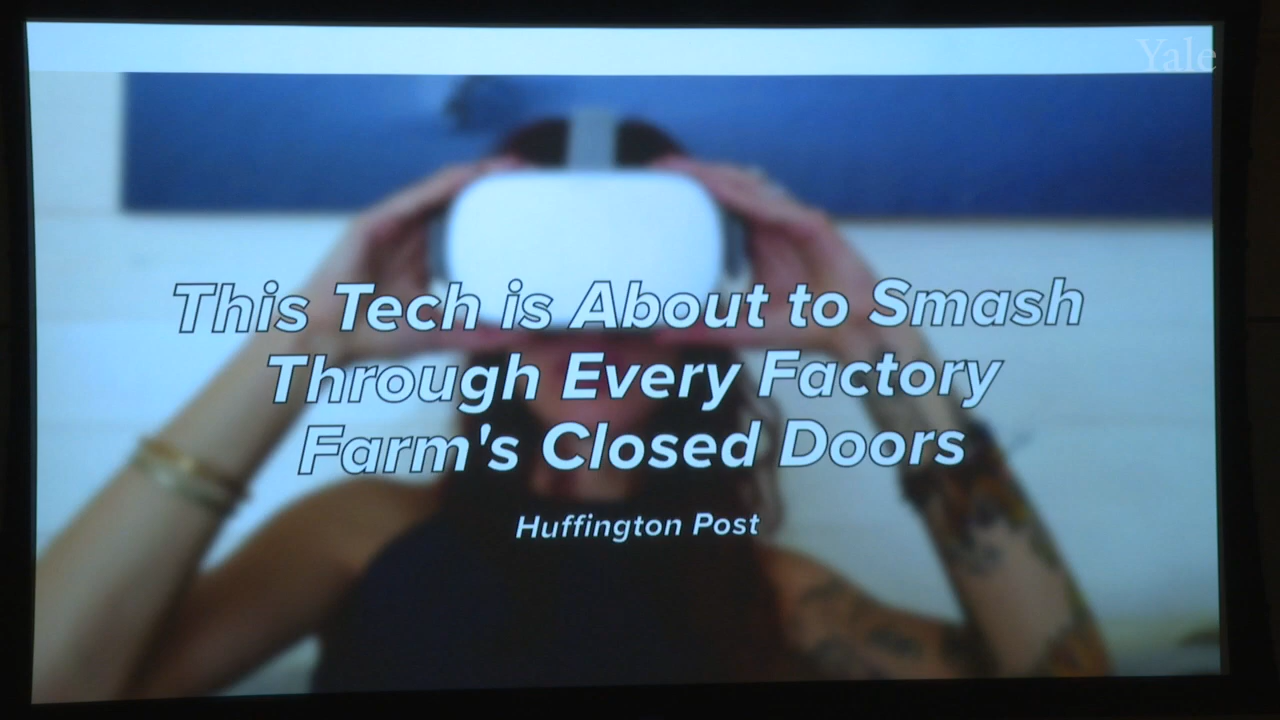 Yale
This Tech is About to Smash
Through Every Factory
Farm's Closed Doors
Huffington Post